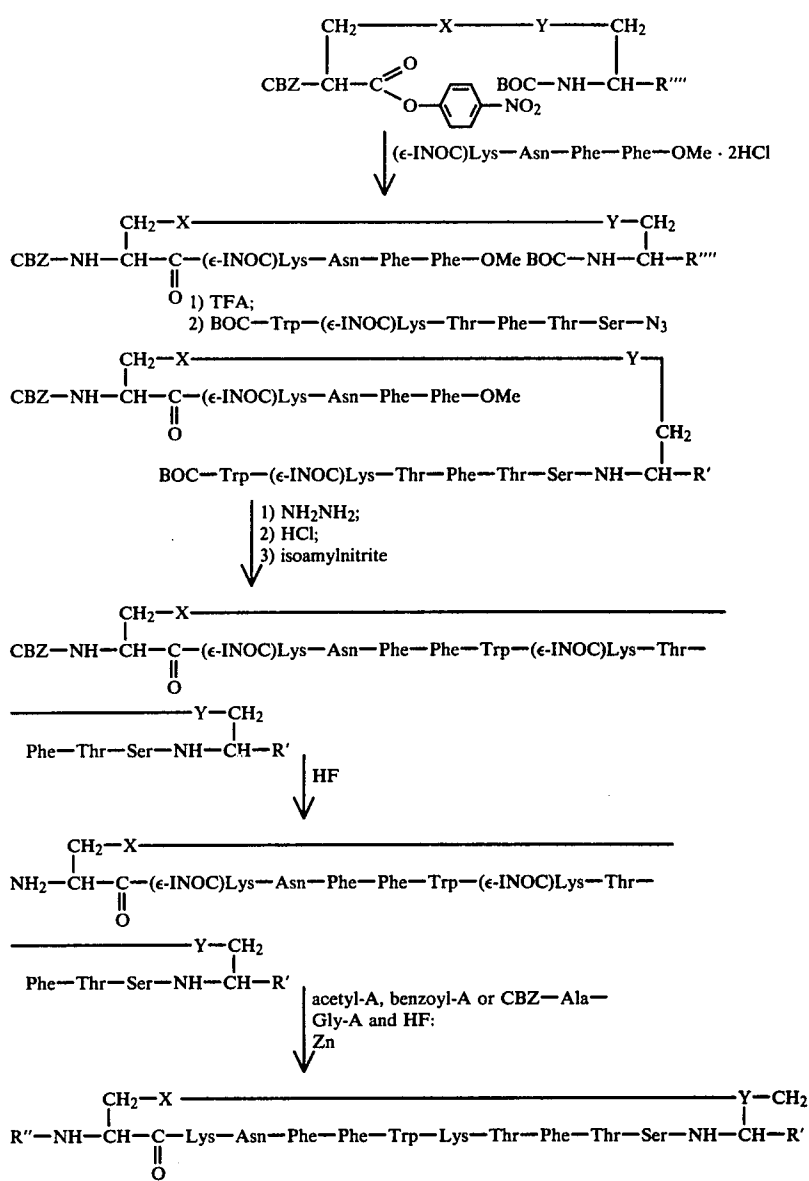 CH2 X Y CH2
O
CBZ—CH—C BOC—NH—CH—R''''
O NO2
(ϵ-INOC)Lys—Asn—Phe—Phe—OMe · 2HCl
CH2—X Y—CH2
CBZ—NH—CH—C—(ϵ-INOC)Lys—Asn—Phe—Phe—OMe BOC—NH—CH—R''''
O
1) TFA;
2) BOC—Trp—(ϵ-INOC)Lys—Thr—Phe—Thr—Ser—N3
CH2—X Y
CBZ—NH—CH—C—(ϵ-INOC)Lys—Asn—Phe—Phe—OMe
O
CH2
BOC—Trp—(ϵ-INOC)Lys—Thr—Phe—Thr—Ser—NH—CH—R'
1) NH2NH2;
2) HCl;
3) isoamylnitrite
CH2—X
CBZ—NH—CH—C—(ϵ-INOC)Lys—Asn—Phe—Phe—Trp—(ϵ-INOC)Lys—Thr—
O
Y—CH2
Phe—Thr—Ser—NH—CH—R'
HF
CH2—X
NH2—CH—C—(ϵ-INOC)Lys—Asn—Phe—Phe—Trp—(ϵ-INOC)Lys—Thr—
O
Y—CH2
Phe—Thr—Ser—NH—CH—R'
acetyl-A, benzoyl-A or CBZ—Ala—
Gly-A and HF:
Zn
CH2—X Y—CH2
R''—NH—CH—C—Lys—Asn—Phe—Phe—Trp—Lys—Thr—Phe—Thr—Ser—NH—CH—R'
O